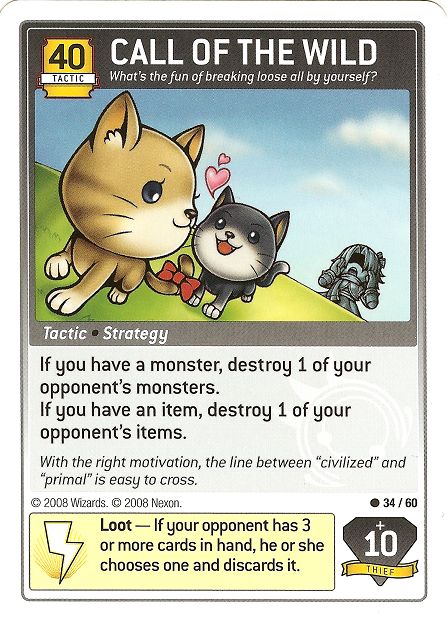 40
TACTIC
CALL OF THE WILD
What's the fun of breaking loose all by yourself?
Tactic • Strategy
If you have a monster, destroy 1 of your
opponent's monsters.
If you have an item, destroy 1 of your
opponent's items.
With the right motivation, the line between “civilized” and
“primal” is easy to cross.
© 2008 Wizards. © 2008 Nexon.
● 34 / 60
Loot — If your opponent has 3
or more cards in hand, he or she
chooses one and discards it.
+
10
THIEF